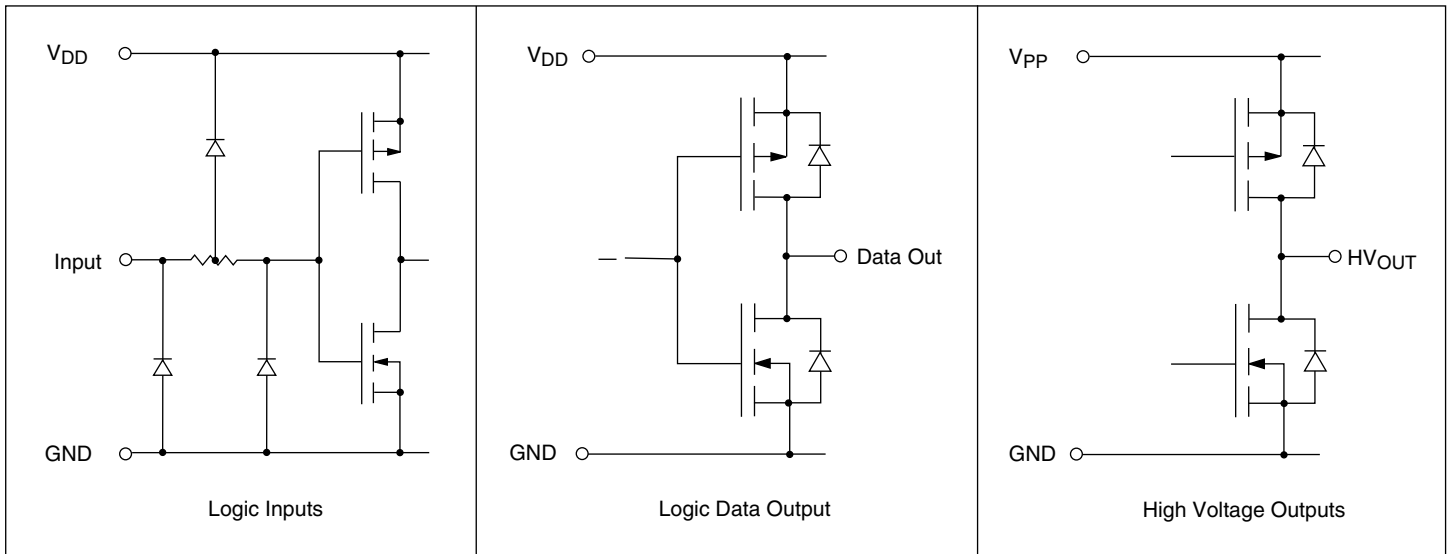 VDD
Input
GND
Logic Inputs
VDD
Data Out
GND
Logic Data Output
VPP
HVOUT
GND
High Voltage Outputs